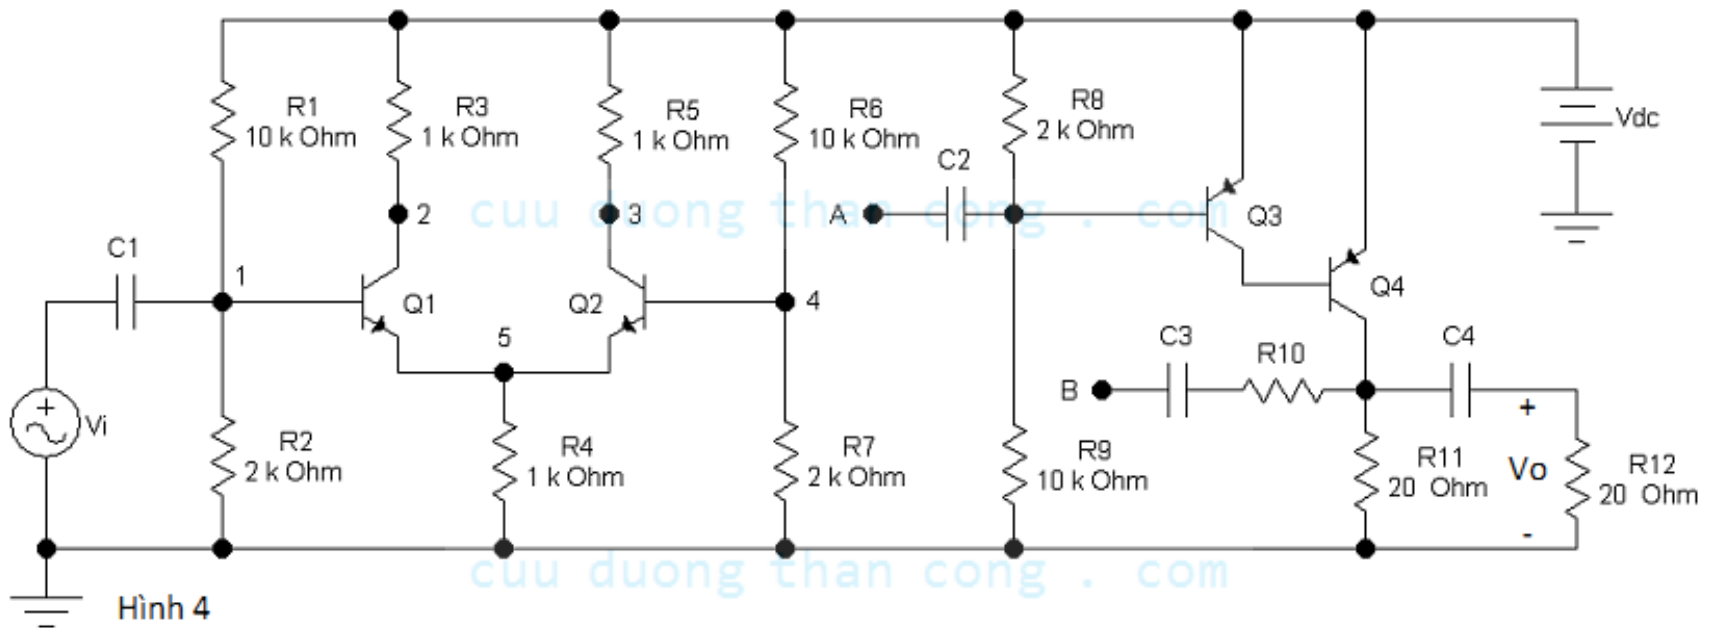 R1
10 k Ohm
R3
1 k Ohm
R5
1 k Ohm
R6
10 k Ohm
R8
2 k Ohm
Vdc
C2
A
2
3
cuu duong than cong . com
Q3
C1
1
Q1
Q2
4
Q4
5
C3
R10
C4
B
+
Vi
R2
2 k Ohm
R4
1 k Ohm
R7
2 k Ohm
R9
10 k Ohm
R11
20 Ohm
+
Vo
-
R12
20 Ohm
cuu duong than cong . com
Hình 4